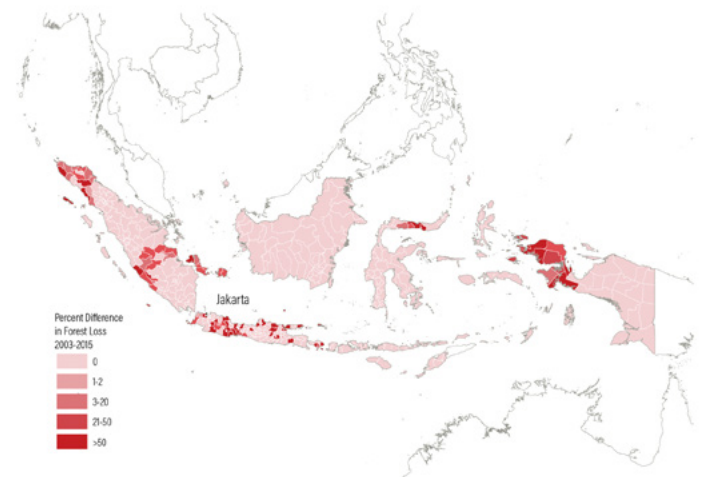 Jakarta
Percent Difference
in Forest Loss
2003-2015
0
1-2
3-20
21-50
>50